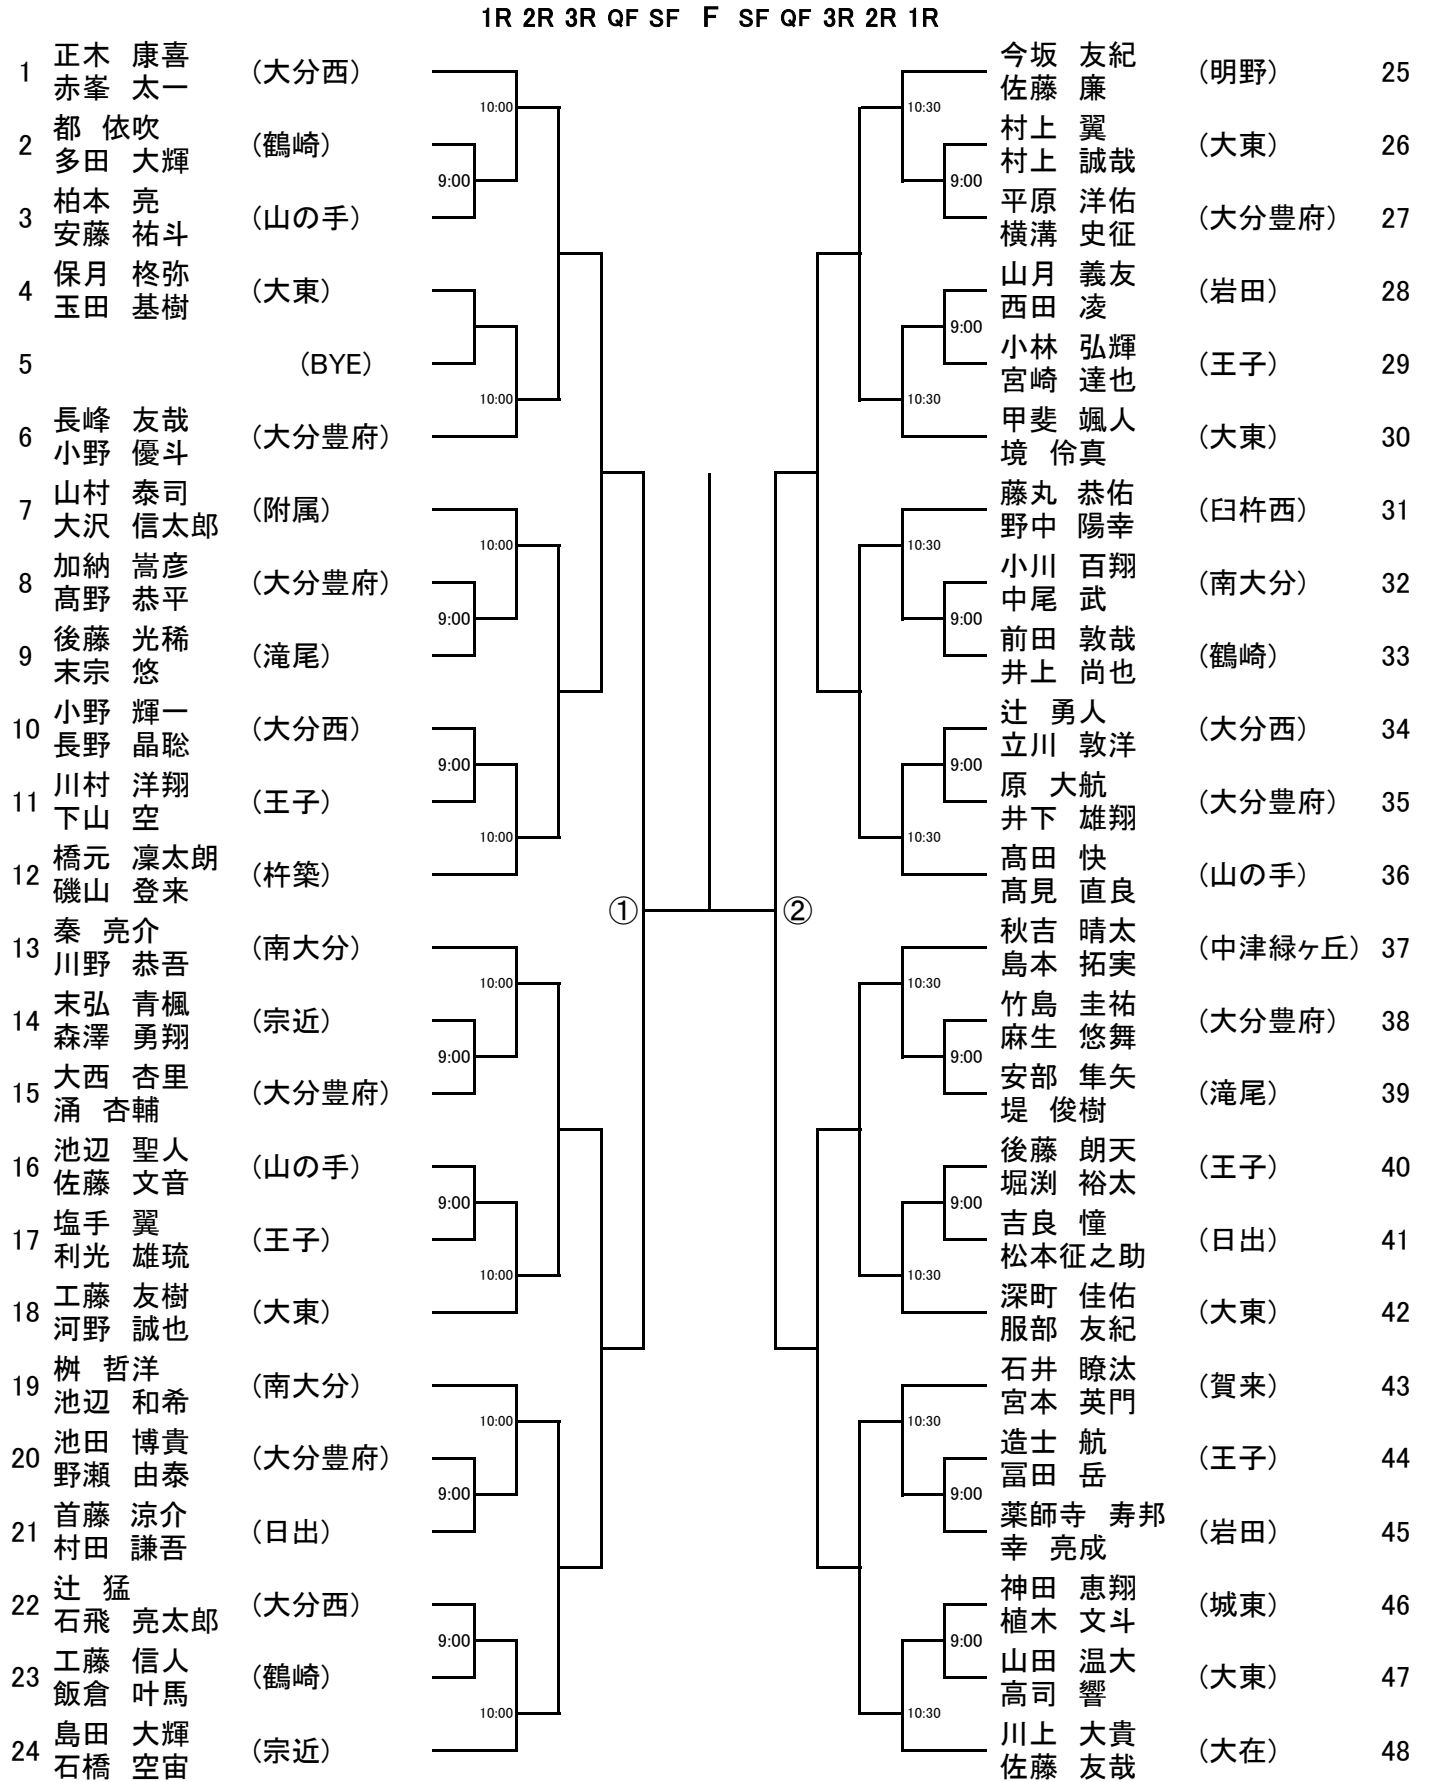 1R 2R 3R QF SF F SF QF 3R 2R 1R
1 正木 康喜 赤峯 太一 (大分西)
2 都 依吹 多田 大輝 (鶴崎)
3 柏本 亮 安藤 祐斗 (山の手)
4 保月 柊弥 玉田 基樹 (大東)
5 (BYE)
6 長峰 友哉 小野 優斗 (大分豊府)
7 山村 泰司 大沢 信太郎 (附属)
8 加納 嵩彦 髙野 恭平 (大分豊府)
9 後藤 光稀 末宗 悠 (滝尾)
10 小野 輝一 長野 晶聡 (大分西)
11 川村 洋翔 下山 空 (王子)
12 橋元 凜太朗 磯山 登来 (杵築)
13 秦 亮介 川野 恭吾 (南大分)
14 末弘 青楓 森澤 勇翔 (宗近)
15 大西 杏里 涌 杏輔 (大分豊府)
16 池辺 聖人 佐藤 文音 (山の手)
17 塩手 翼 利光 雄琉 (王子)
18 工藤 友樹 河野 誠也 (大東)
19 桝 哲洋 池辺 和希 (南大分)
20 池田 博貴 野瀬 由泰 (大分豊府)
21 首藤 涼介 村田 謙吾 (日出)
22 辻 猛 石飛 亮太郎 (大分西)
23 工藤 信人 飯倉 叶馬 (鶴崎)
24 島田 大輝 石橋 空宙 (宗近)
10:00
9:00
10:00
10:00
9:00
9:00
10:00
10:00
9:00
9:00
10:00
10:00
9:00
9:00
10:00
① ②
10:30
9:00
9:00
10:30
10:30
9:00
9:00
10:30
10:30
9:00
9:00
10:30
10:30
9:00
9:00
10:30
今坂 友紀 佐藤 廉 (明野) 25
村上 翼 村上 誠哉 (大東) 26
平原 洋佑 横溝 史征 (大分豊府) 27
山月 義友 西田 凌 (岩田) 28
小林 弘輝 宮崎 達也 (王子) 29
甲斐 颯人 境 伶真 (大東) 30
藤丸 恭佑 野中 陽幸 (臼杵西) 31
小川 百翔 中尾 武 (南大分) 32
前田 敦哉 井上 尚也 (鶴崎) 33
辻 勇人 立川 敦洋 (大分西) 34
原 大航 井下 雄翔 (大分豊府) 35
髙田 快 髙見 直良 (山の手) 36
秋吉 晴太 島本 拓実 (中津緑ヶ丘) 37
竹島 圭祐 麻生 悠舞 (大分豊府) 38
安部 隼矢 堤 俊樹 (滝尾) 39
後藤 朗天 堀渕 裕太 (王子) 40
吉良 憧 松本征之助 (日出) 41
深町 佳佑 服部 友紀 (大東) 42
石井 瞭汰 宮本 英門 (賀来) 43
造士 航 冨田 岳 (王子) 44
薬師寺 寿邦 幸 亮成 (岩田) 45
神田 恵翔 植木 文斗 (城東) 46
山田 温大 高司 響 (大東) 47
川上 大貴 佐藤 友哉 (大在) 48